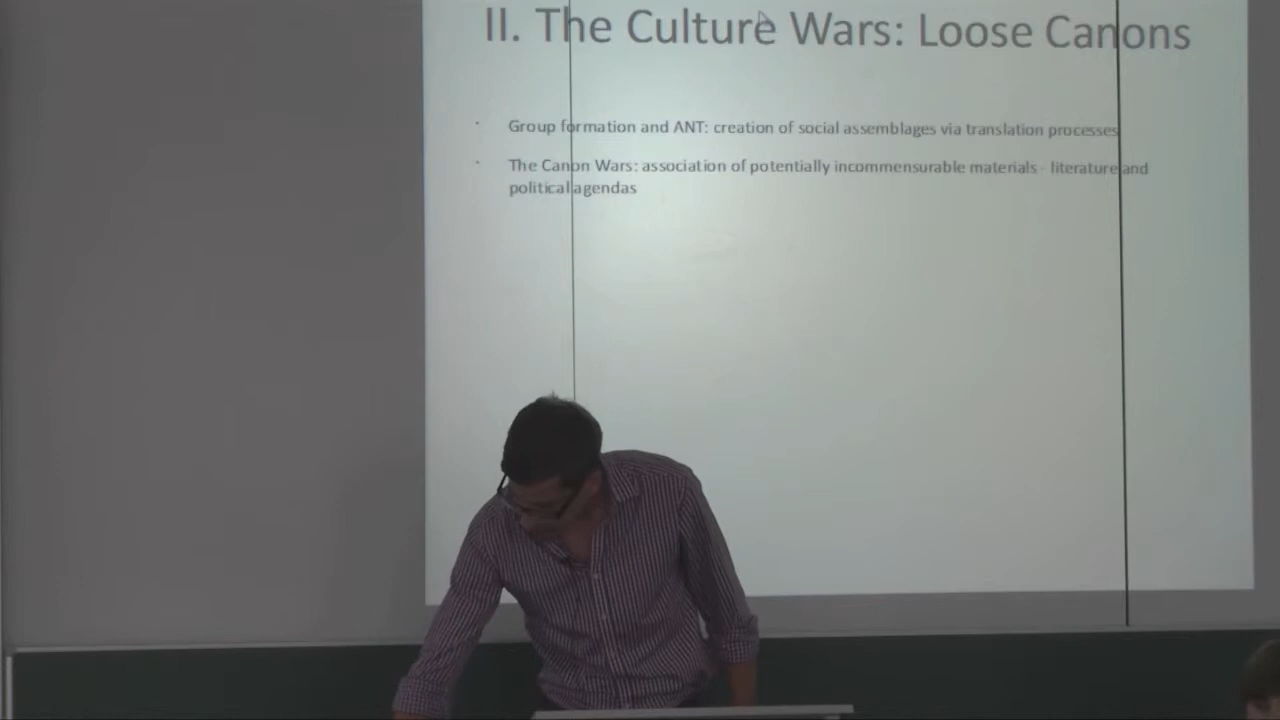 II. The Culture Wars: Loose Canons
Group formation and ANT: creation of social assemblages via translation processes
The Canon Wars: association of potentially incommensurable materials - literature and
political agendas